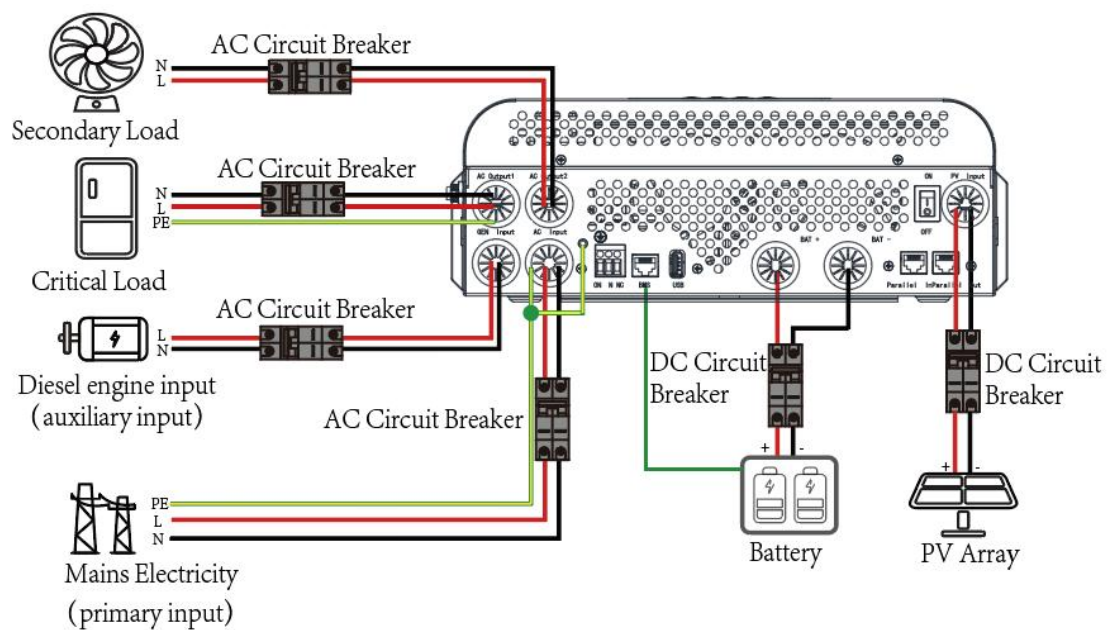 AC Circuit Breaker
N
L
Secondary Load
AC Circuit Breaker
N
L
PE
Critical Load
AC Output1 AC Output2
GEN Input AC Input
ON N NC BMS USB
BAT + BAT -
ON PV Input
OFF
Parallel InParallel Out
AC Circuit Breaker
L
N
Diesel engine input
(auxiliary input)
AC Circuit Breaker
DC Circuit
Breaker
DC Circuit
Breaker
+ -
+ -
PE
L
N
Mains Electricity
(primary input)
Battery
PV Array